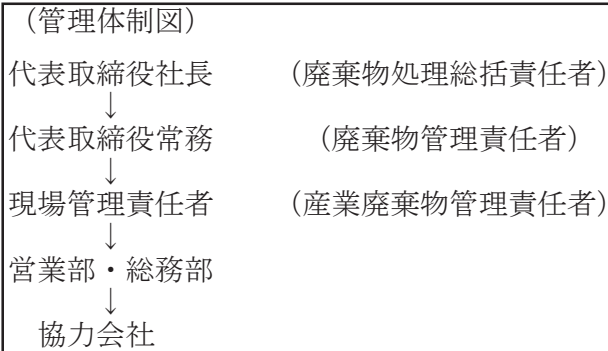 （管理体制図）
代表取締役社長　　（廃棄物処理総括責任者）
↓
代表取締役常務　　（廃棄物管理責任者）
↓
現場管理責任者　　（産業廃棄物管理責任者）
↓
営業部・総務部
↓
協力会社